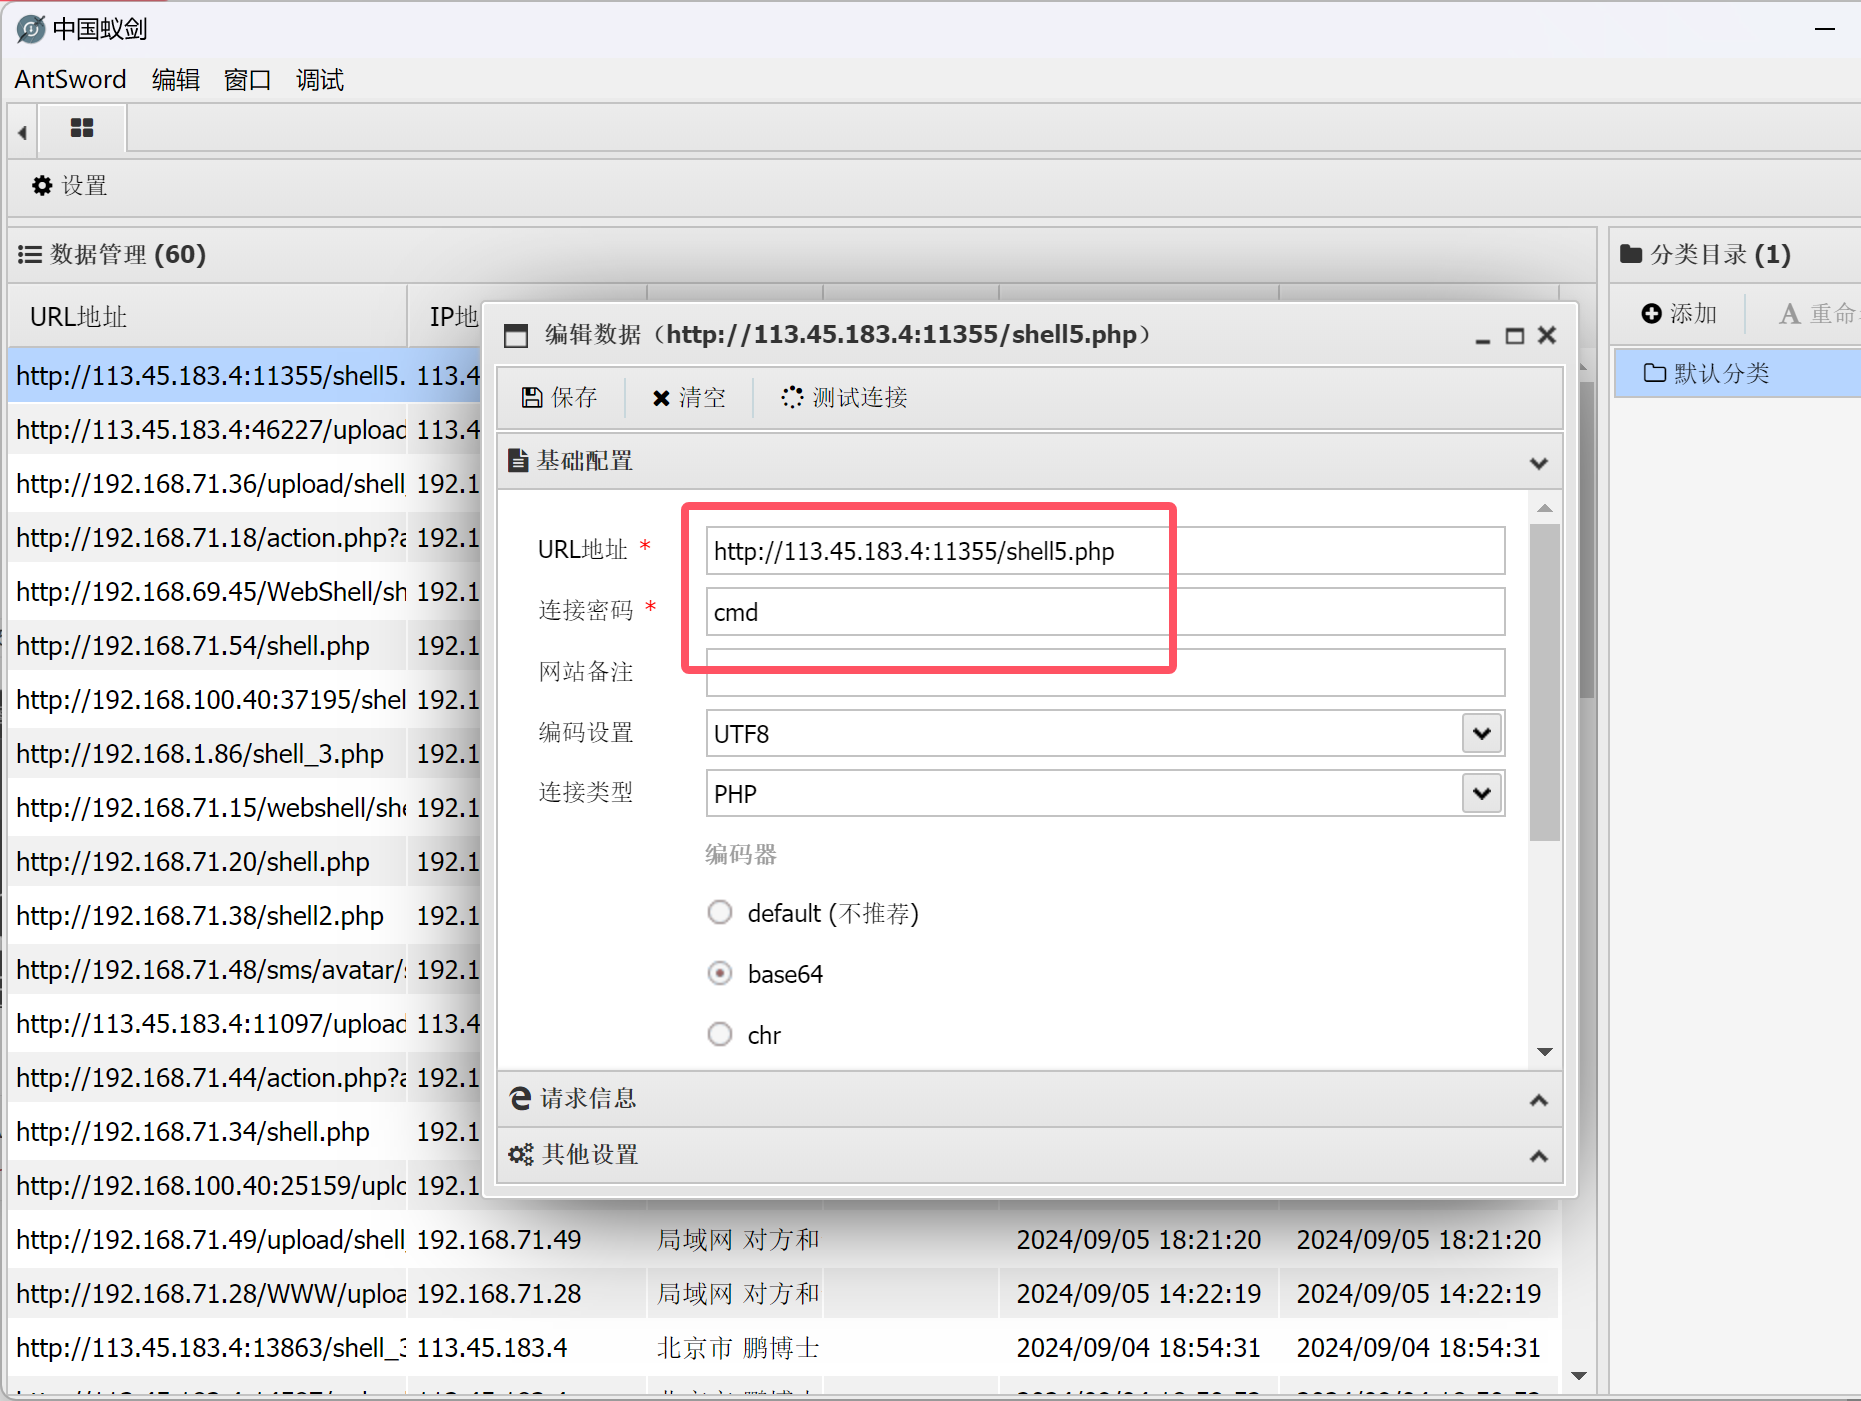 中国蚁剑
AntSword 编辑 窗口 调试
设置
数据管理 (60)
分类目录 (1)
URL地址
IP地
添加
重命
默认分类
编辑数据（http://113.45.183.4:11355/shell5.php）
保存
清空
测试连接
基础配置
URL地址 *
http://113.45.183.4:11355/shell5.php
连接密码 *
cmd
网站备注
编码设置
UTF8
连接类型
PHP
编码器
default (不推荐)
base64
chr
请求信息
其他设置
http://113.45.183.4:11355/shell5. 113.4
http://113.45.183.4:46227/upload 113.4
http://192.168.71.36/upload/shell 192.1
http://192.168.71.18/action.php?a 192.1
http://192.168.69.45/WebShell/sh 192.1
http://192.168.71.54/shell.php 192.1
http://192.168.100.40:37195/shel 192.1
http://192.168.1.86/shell_3.php 192.1
http://192.168.71.15/webshell/she 192.1
http://192.168.71.20/shell.php 192.1
http://192.168.71.38/shell2.php 192.1
http://192.168.71.48/sms/avatar/s 192.1
http://113.45.183.4:11097/upload 113.4
http://192.168.71.44/action.php?a 192.1
http://192.168.71.34/shell.php 192.1
http://192.168.100.40:25159/uplo 192.1
http://192.168.71.49/upload/shell 192.168.71.49 局域网 对方和 2024/09/05 18:21:20 2024/09/05 18:21:20
http://192.168.71.28/WWW/uploa 192.168.71.28 局域网 对方和 2024/09/05 14:22:19 2024/09/05 14:22:19
http://113.45.183.4:13863/shell_3 113.45.183.4 北京市 鹏博士 2024/09/04 18:54:31 2024/09/04 18:54:31